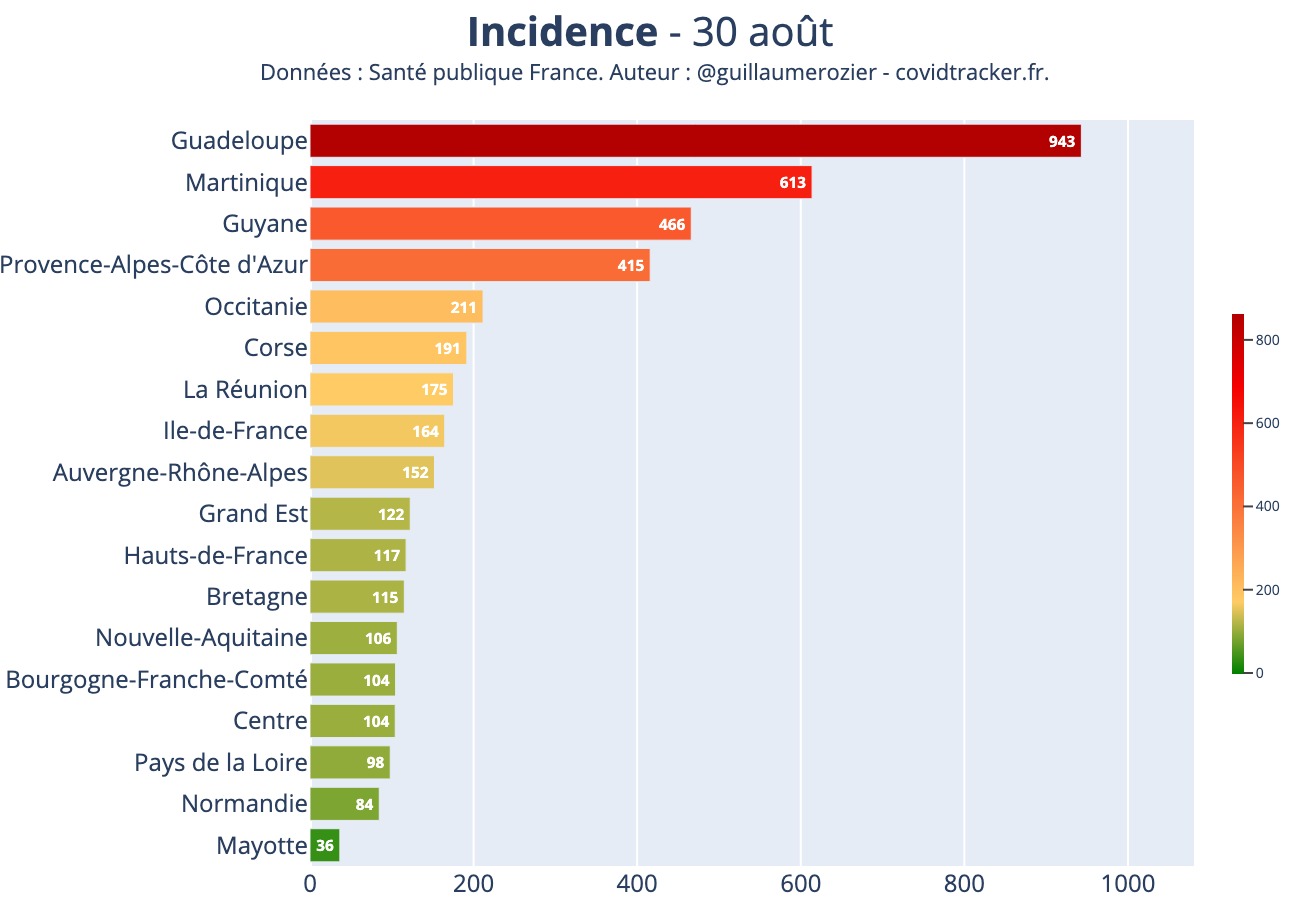 Incidence - 30 août
Données : Santé publique France. Auteur : @guillaumerozier - covidtracker.fr.
Guadeloupe 943
Martinique 613
Guyane 466
Provence-Alpes-Côte d'Azur 415
Occitanie 211
Corse 191
La Réunion 175
Ile-de-France 164
Auvergne-Rhône-Alpes 152
Grand Est 122
Hauts-de-France 117
Bretagne 115
Nouvelle-Aquitaine 106
Bourgogne-Franche-Comté 104
Centre 104
Pays de la Loire 98
Normandie 84
Mayotte 36
0 200 400 600 800 1000
800
600
400
200
0